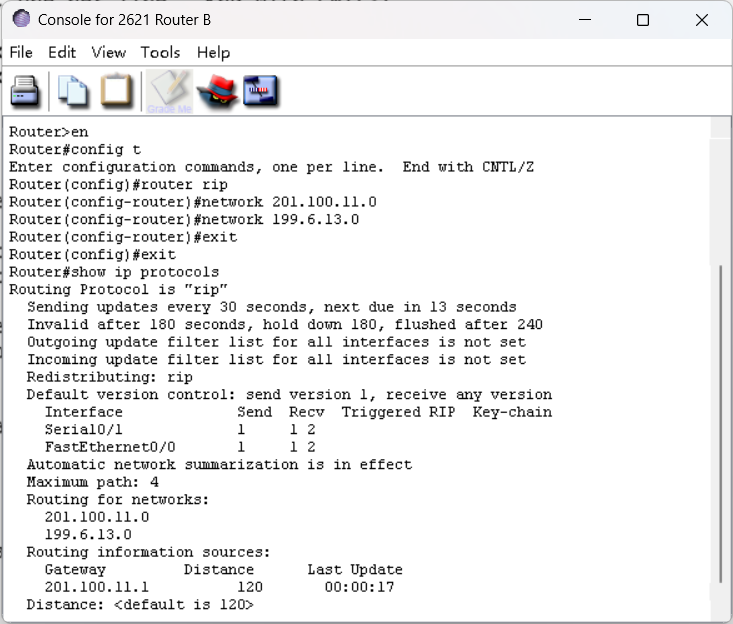 Console for 2621 Router B
File Edit View Tools Help
Grade Me
Router>en
Router#config t
Enter configuration commands, one per line.  End with CNTL/Z
Router(config)#router rip
Router(config-router)#network 201.100.11.0
Router(config-router)#network 199.6.13.0
Router(config-router)#exit
Router(config)#exit
Router#show ip protocols
Routing Protocol is "rip"
  Sending updates every 30 seconds, next due in 13 seconds
  Invalid after 180 seconds, hold down 180, flushed after 240
  Outgoing update filter list for all interfaces is not set
  Incoming update filter list for all interfaces is not set
  Redistributing: rip
  Default version control: send version 1, receive any version
    Interface             Send  Recv  Triggered RIP  Key-chain
    Serial0/1             1     1 2
    FastEthernet0/0       1     1 2
  Automatic network summarization is in effect
  Maximum path: 4
  Routing for networks:
    201.100.11.0
    199.6.13.0
  Routing information sources:
    Gateway         Distance      Last Update
    201.100.11.1          120       00:00:17
  Distance: <default is 120>